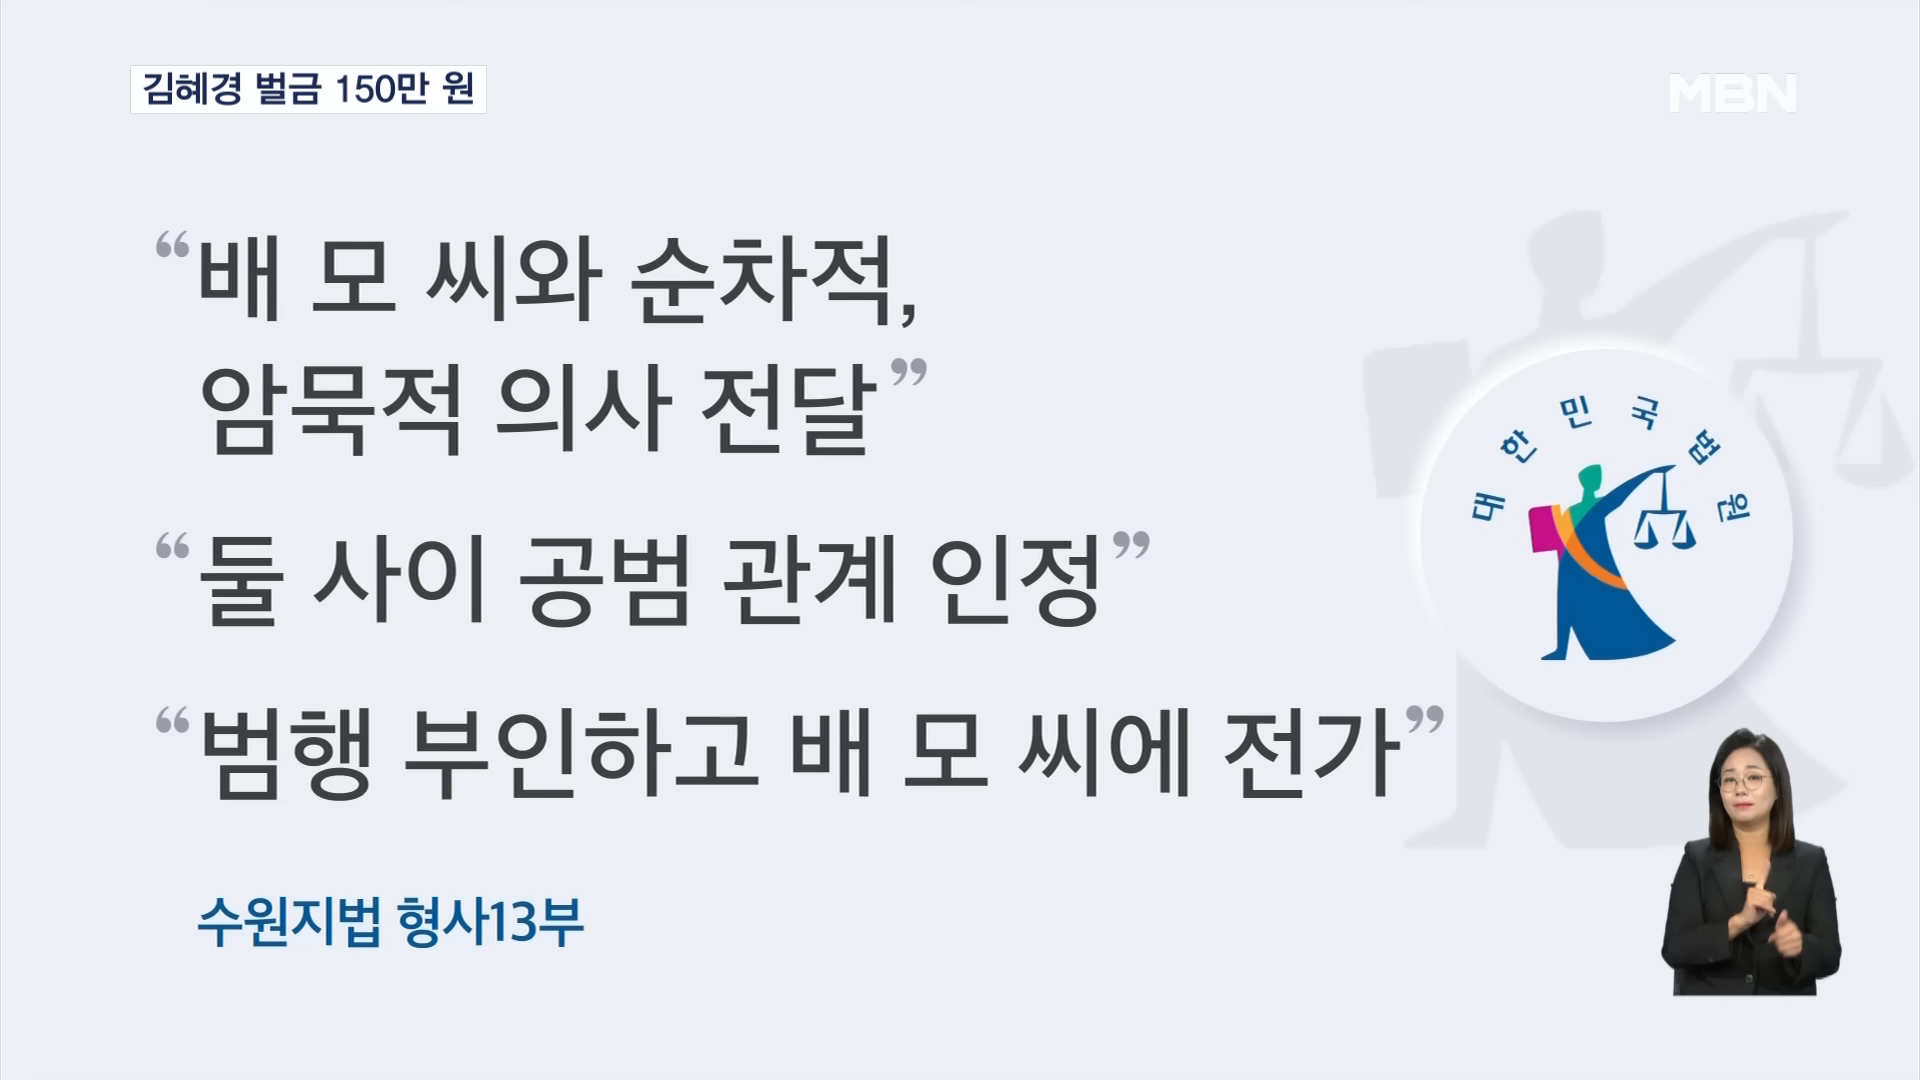 김혜경 벌금 150만 원
MBN
“배 모 씨와 순차적,
암묵적 의사 전달”
“둘 사이 공범 관계 인정”
“범행 부인하고 배 모 씨에 전가”
수원지법 형사13부
대한민국법원